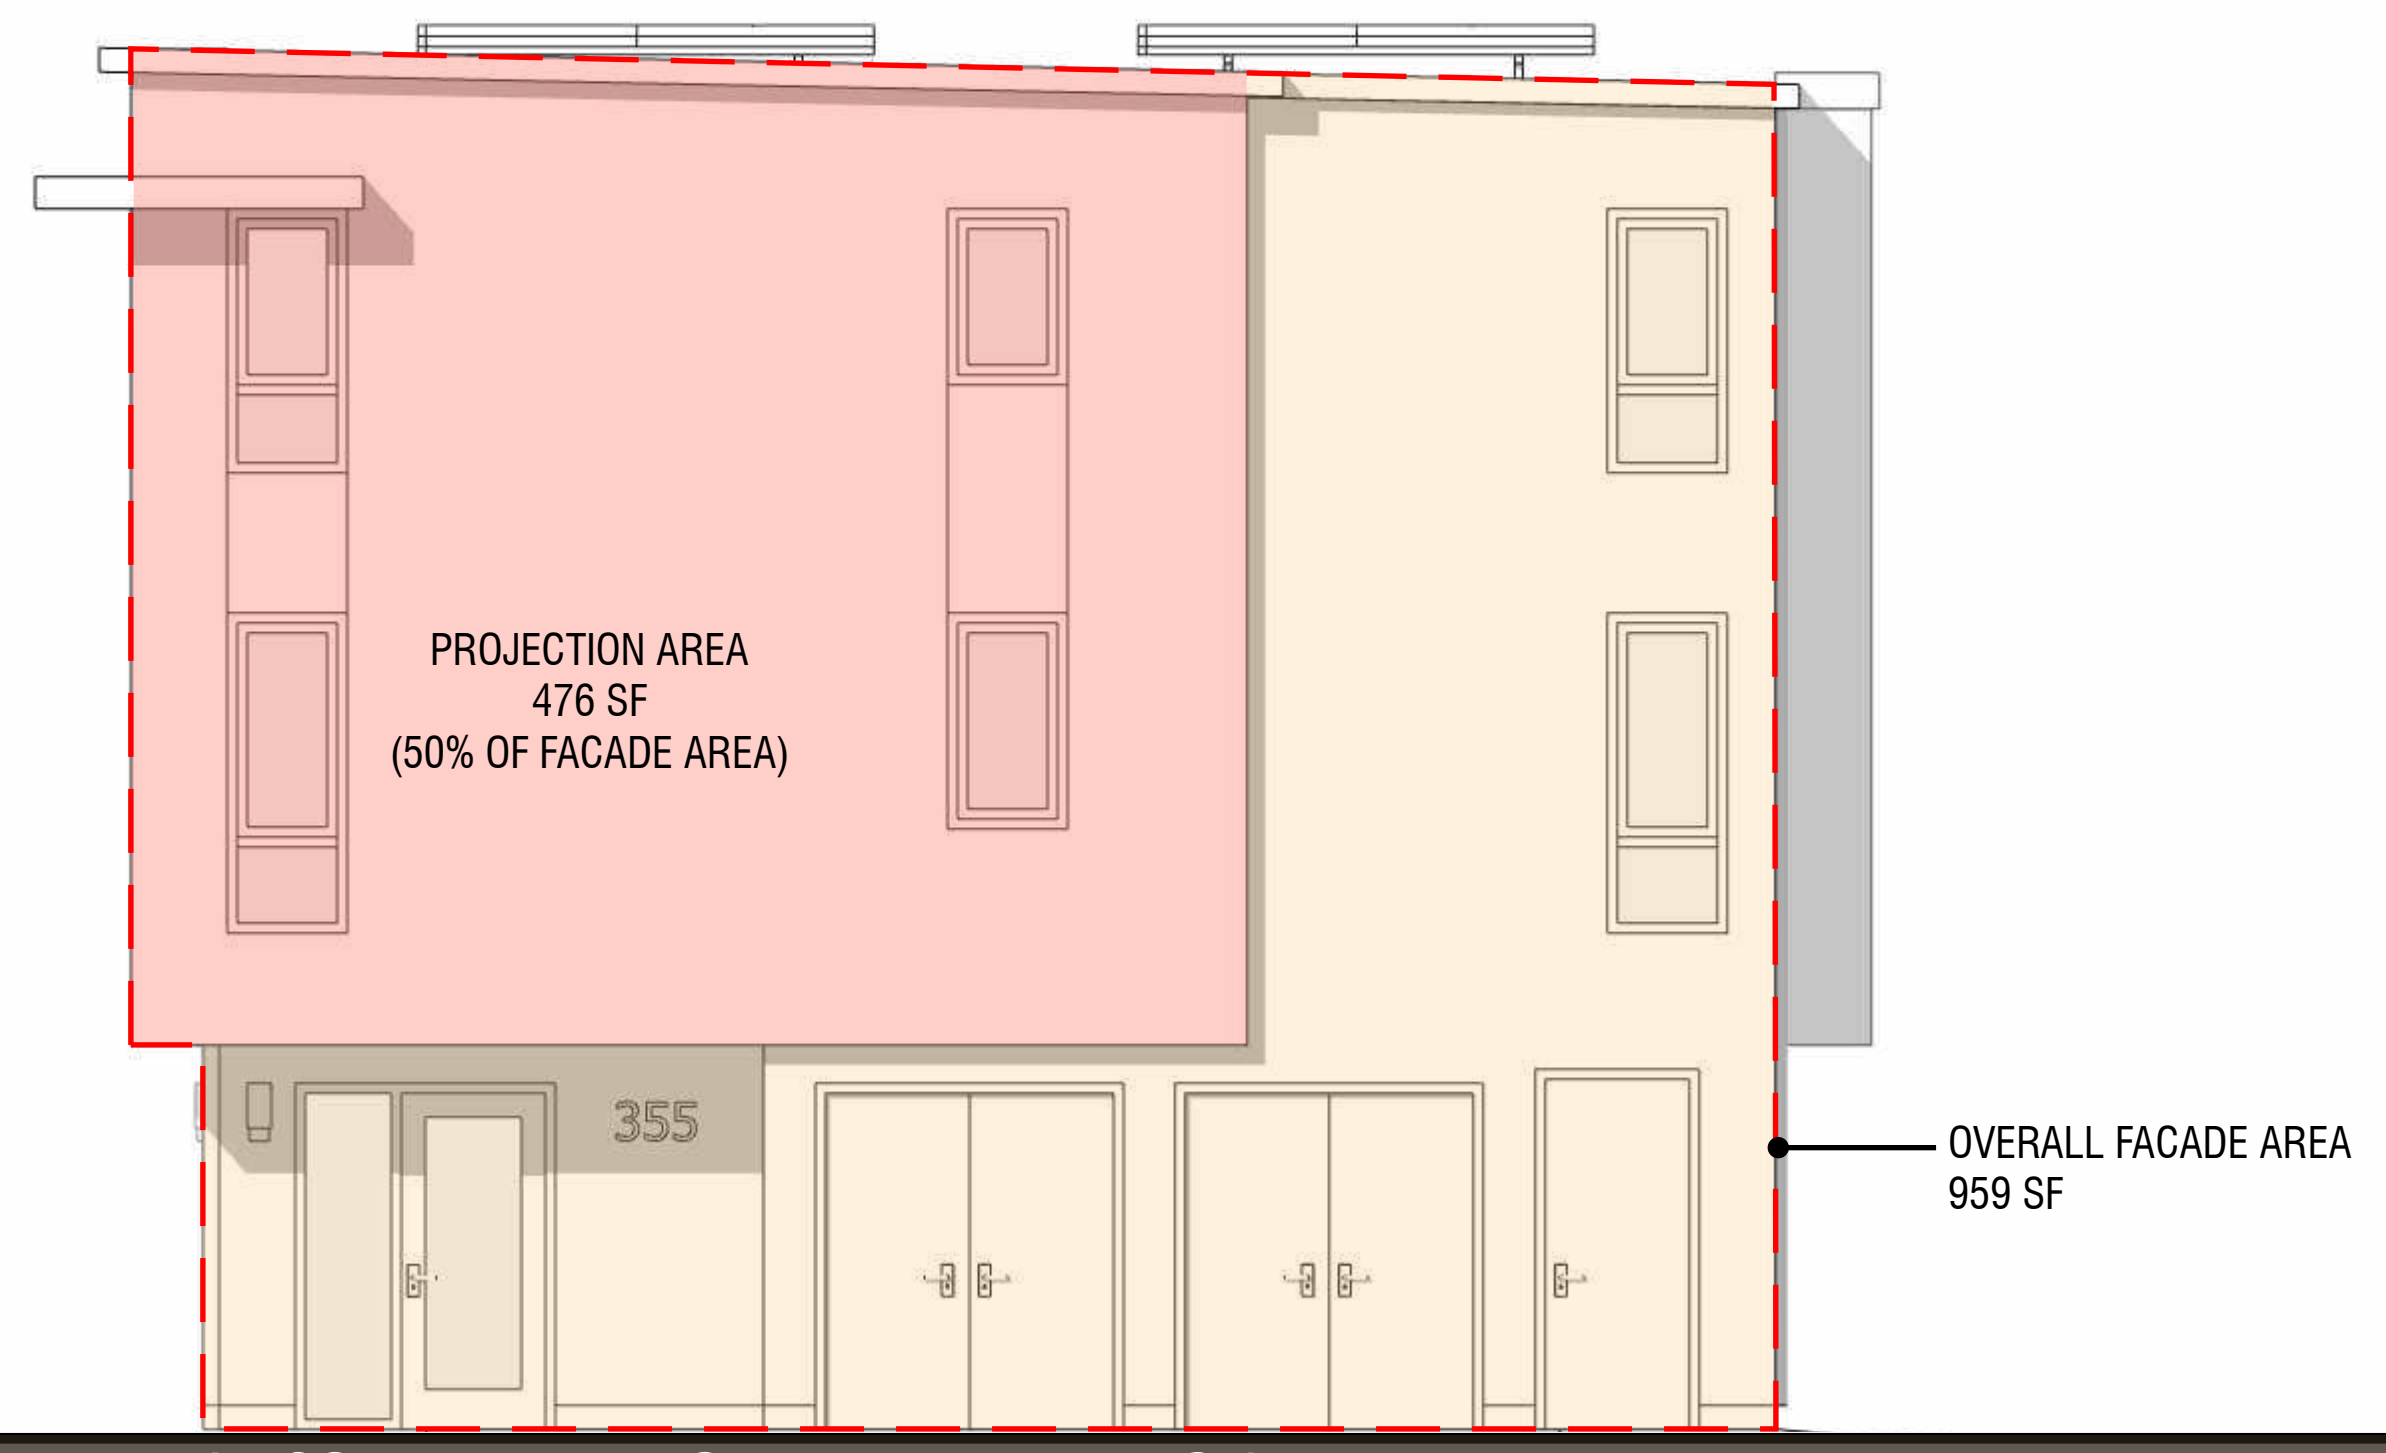 PROJECTION AREA
476 SF
(50% OF FACADE AREA)
355
OVERALL FACADE AREA
959 SF